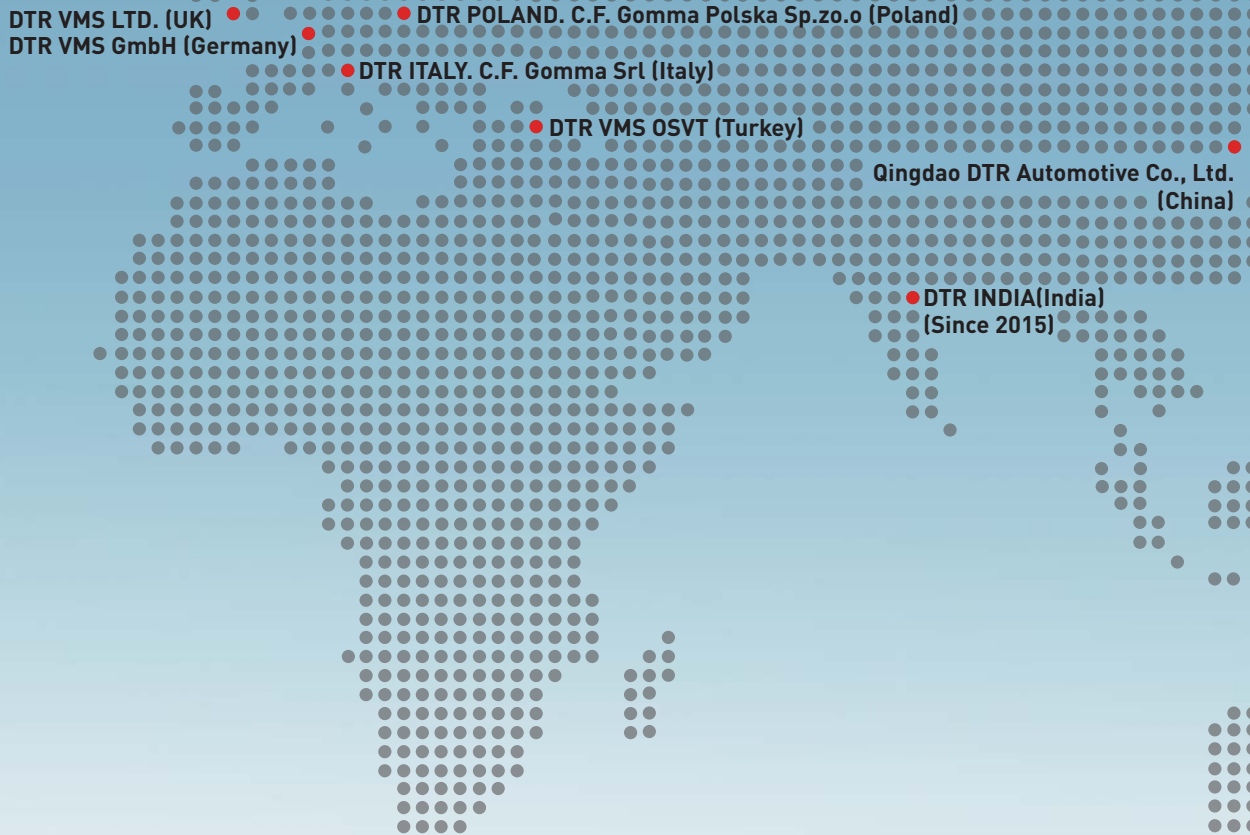 DTR VMS LTD. (UK)
DTR POLAND. C.F. Gomma Polska Sp.zo.o (Poland)
DTR VMS GmbH (Germany)
DTR ITALY. C.F. Gomma Srl (Italy)
DTR VMS OSVT (Turkey)
Qingdao DTR Automotive Co., Ltd.
(China)
DTR INDIA(India)
(Since 2015)